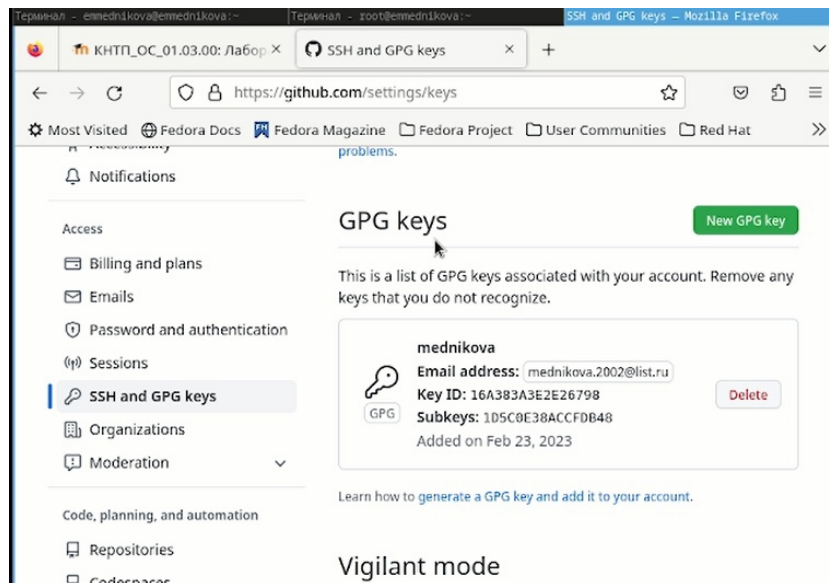 Терминал - emmednikova@emmednikova:~
Терминал - root@emmednikova:~
SSH and GPG keys — Mozilla Firefox
КНТП_ОС_01.03.00: Лабор
SSH and GPG keys
https://github.com/settings/keys
Most Visited Fedora Docs Fedora Magazine Fedora Project User Communities Red Hat
Accessibility
problems.
Notifications
Access
Billing and plans
Emails
Password and authentication
Sessions
SSH and GPG keys
Organizations
Moderation
Code, planning, and automation
Repositories
Codespaces
GPG keys
New GPG key
This is a list of GPG keys associated with your account. Remove any
keys that you do not recognize.
mednikova
Email address: mednikova.2002@list.ru
Key ID: 16A383A3E2E26798
GPG
Subkeys: 1D5C0E38ACCFDB48
Added on Feb 23, 2023
Delete
Learn how to generate a GPG key and add it to your account.
Vigilant mode